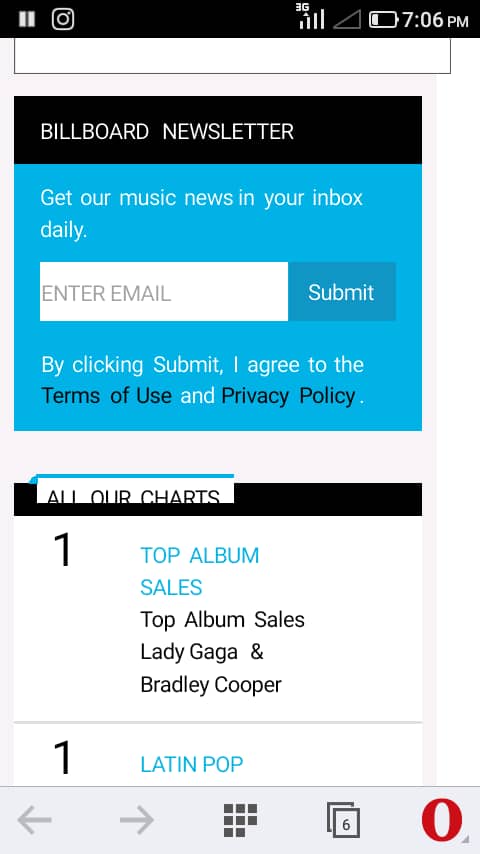 3G
7:06 PM
BILLBOARD NEWSLETTER
Get our music news in your inbox
daily.
ENTER EMAIL
Submit
By clicking Submit, I agree to the
Terms of Use and Privacy Policy.
ALL OUR CHARTS
1
TOP ALBUM
SALES
Top Album Sales
Lady Gaga &
Bradley Cooper
1
LATIN POP
6